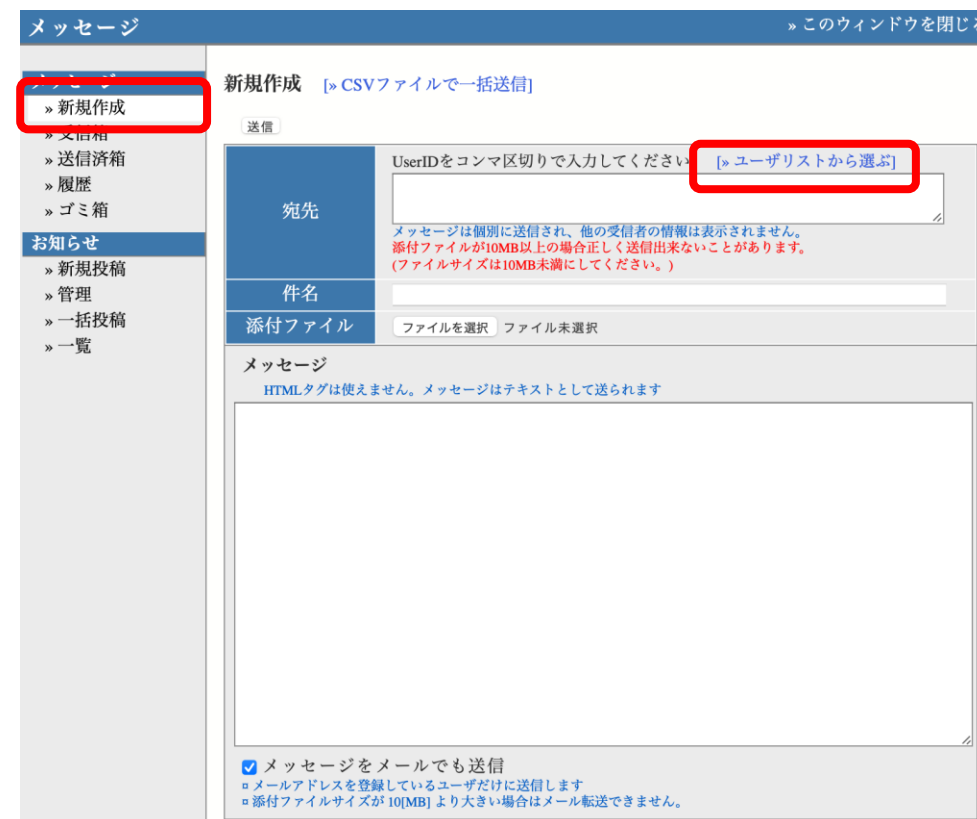 メッセージ
» このウィンドウを閉じ
» 新規作成
» 送信済箱
» 履歴
» ゴミ箱
お知らせ
» 新規投稿
» 管理
» 一括投稿
» 一覧
新規作成 [» CSVファイルで一括送信]
送信
宛先
UserIDをコンマ区切りで入力してください [» ユーザリストから選ぶ]
メッセージは個別に送信され、他の受信者の情報は表示されません。
添付ファイルが10MB以上の場合正しく送信出来ないことがあります。
(ファイルサイズは10MB未満にしてください。)
件名
添付ファイル ファイルを選択 ファイル未選択
メッセージ
HTMLタグは使えません。メッセージはテキストとして送られます
メッセージをメールでも送信
¤ メールアドレスを登録しているユーザだけに送信します
¤ 添付ファイルサイズが 10[MB] より大きい場合はメール転送できません。